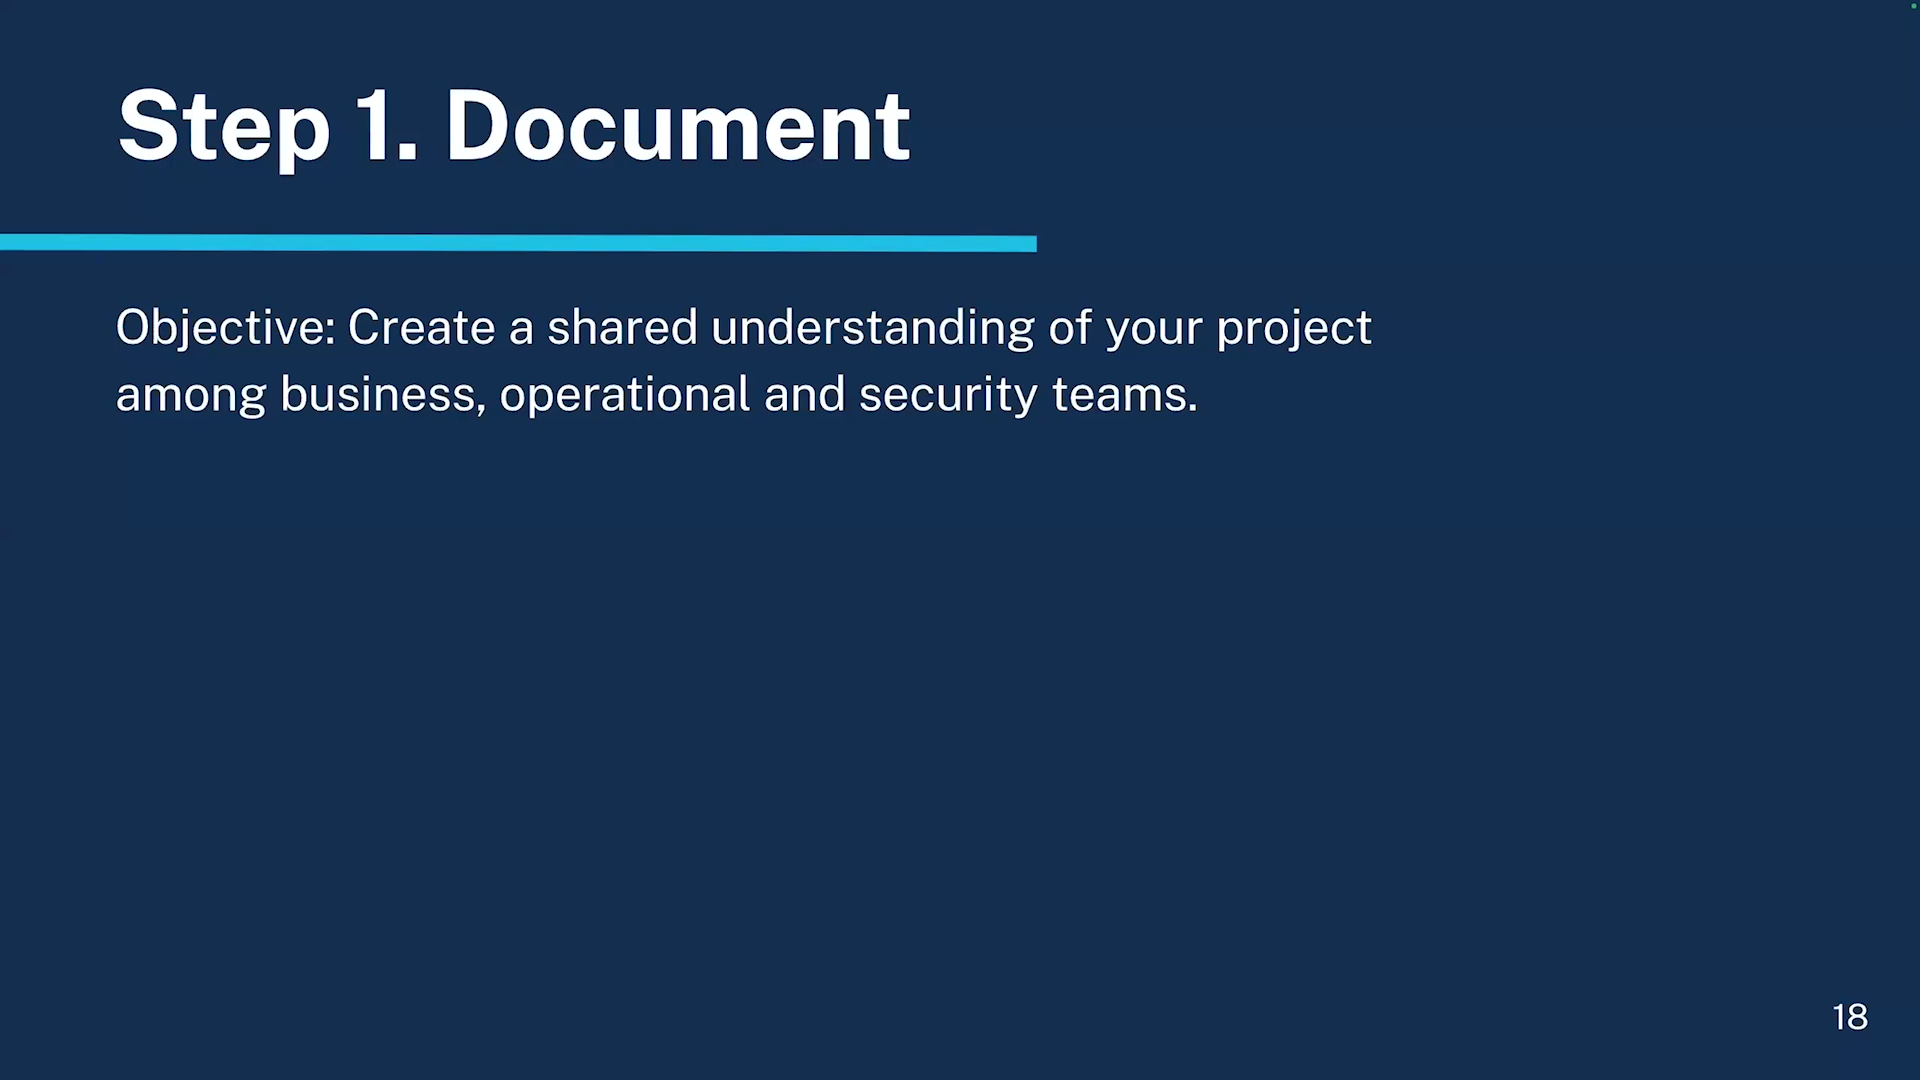 Step 1. Document
Objective: Create a shared understanding of your project
among business, operational and security teams.
18